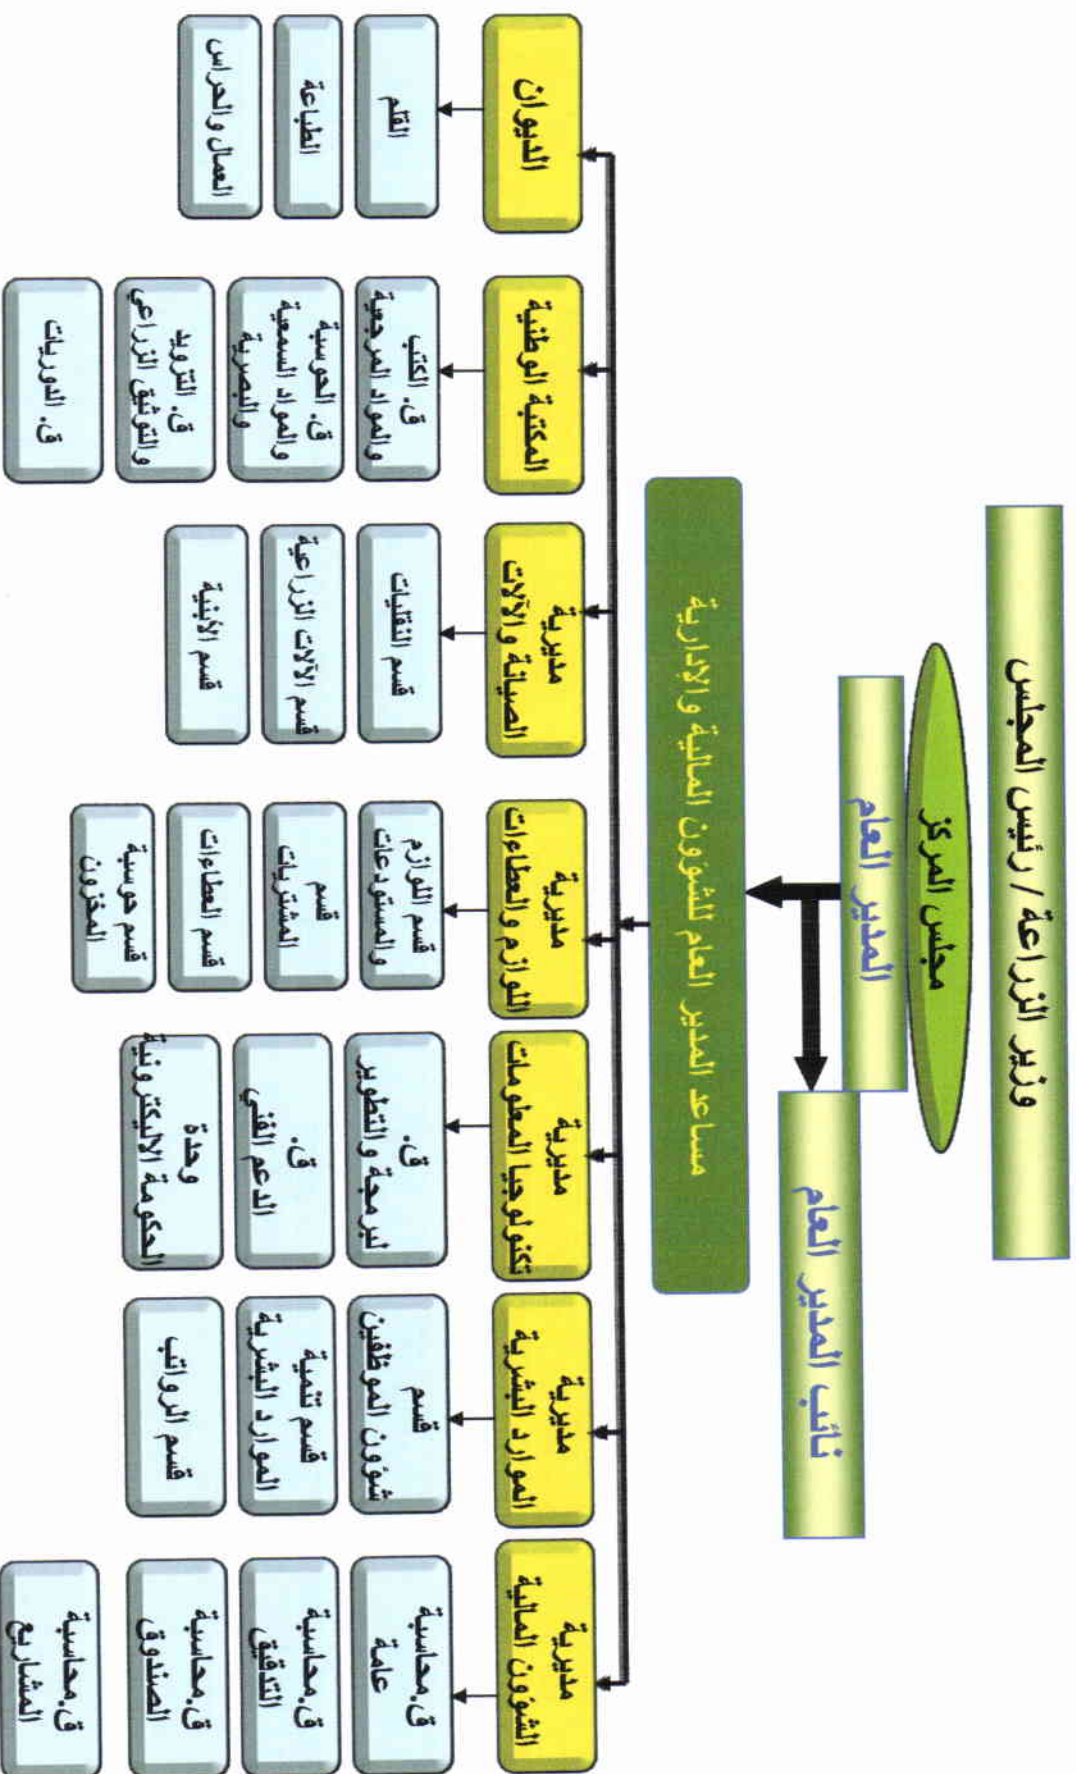 وزير الزراعة / رئيس المجلس
مجلس المركز
المدير العام
نائب المدير العام
مساعد المدير العام للشؤون المالية والادارية
مديرية
الشؤون المالية
ق.محاسبة
عامة
ق.محاسبة
التدقيق
ق.محاسبة
الصندوق
ق.محاسبة
المشاريع
مديرية
الموارد البشرية
قسم
شؤون الموظفين
قسم تنمية
الموارد البشرية
قسم الرواتب
مديرية
تكنولوجيا المعلومات
ق.
لبرمجة والتطوير
ق.
الدعم الفني
وحدة
الحكومة الاليكترونية
مديرية
اللوازم والعطاءات
قسم اللوازم
والمستودعات
قسم
المشتريات
قسم العطاءات
قسم حوسبة
المخزون
مديرية
الصيانة والآلات
قسم النقليات
قسم الآلات الزراعية
قسم الأبنية
المكتبة الوطنية
ق. الكتب
والمواد المرجعية
ق. الحوسبة
والمواد السمعية
والبصرية
ق. التزويد
والتوثيق الزراعي
ق. الدوريات
الديوان
القلم
الطباعة
العمال والحراس